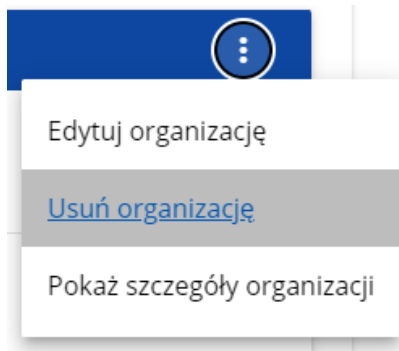 Edytuj organizację
Usuń organizację
Pokaż szczegóły organizacji